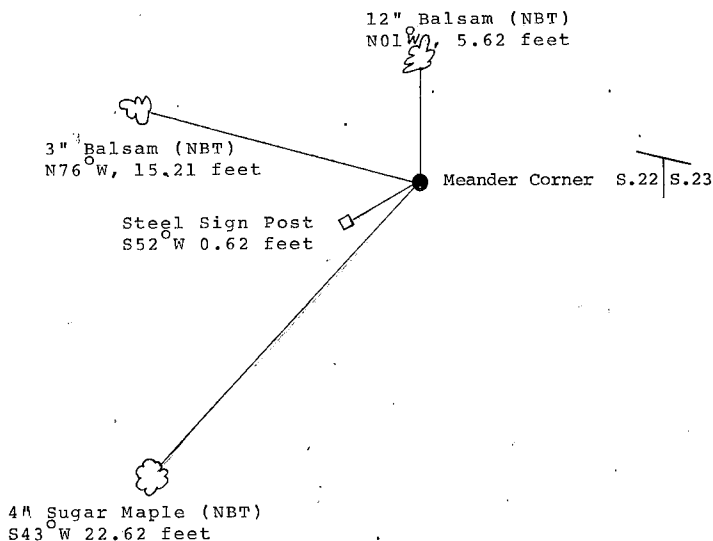 12" Balsam (NBT)
N01°W, 5.62 feet
3" Balsam (NBT)
N76°W, 15.21 feet
Meander Corner S.22 S.23
Steel Sign Post
S52°W 0.62 feet
4" Sugar Maple (NBT)
S43°W 22.62 feet